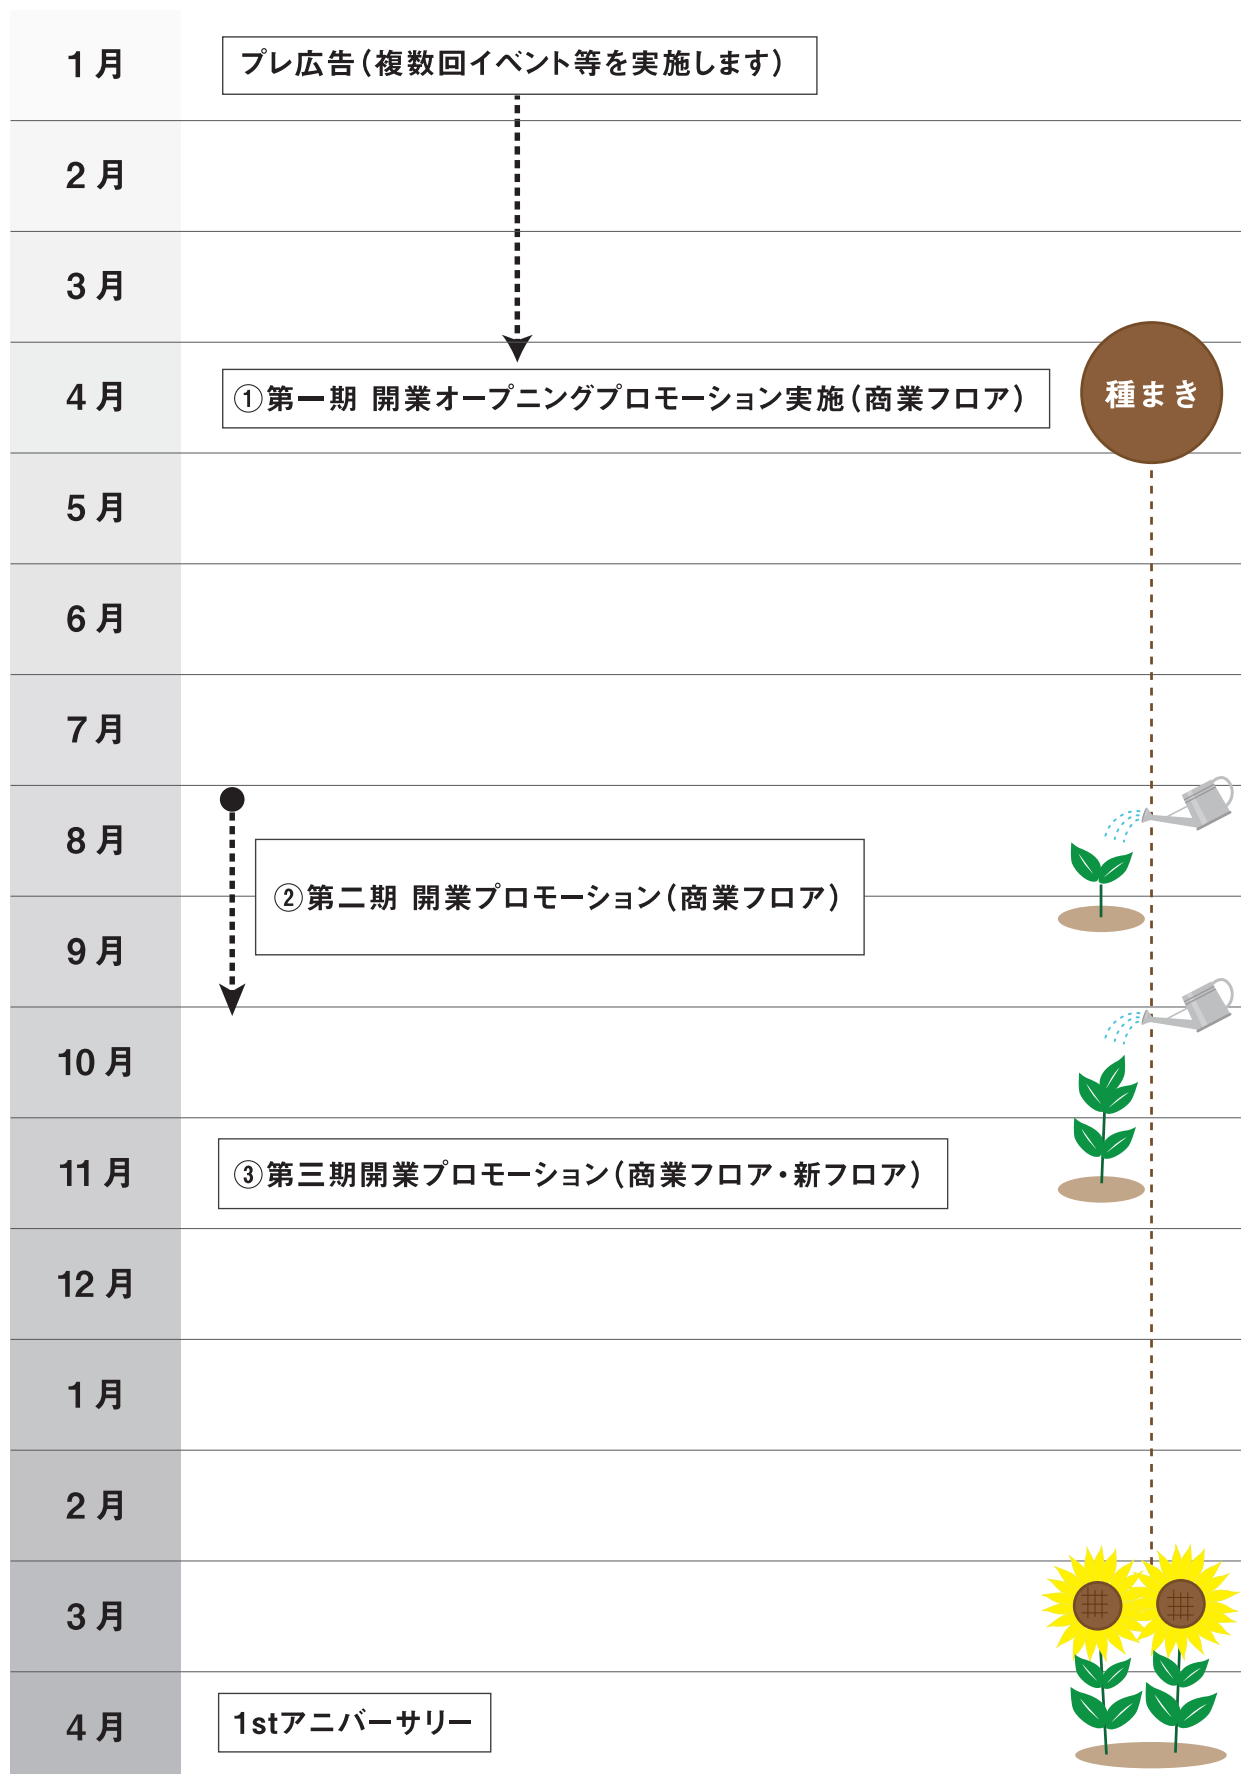 1月
プレ広告（複数回イベント等を実施します）
2月
3月
4月
①第一期 開業オープニングプロモーション実施（商業フロア）
種まき
5月
6月
7月
8月
②第二期 開業プロモーション（商業フロア）
9月
10月
11月
③第三期開業プロモーション（商業フロア・新フロア）
12月
1月
2月
3月
4月
1stアニバーサリー